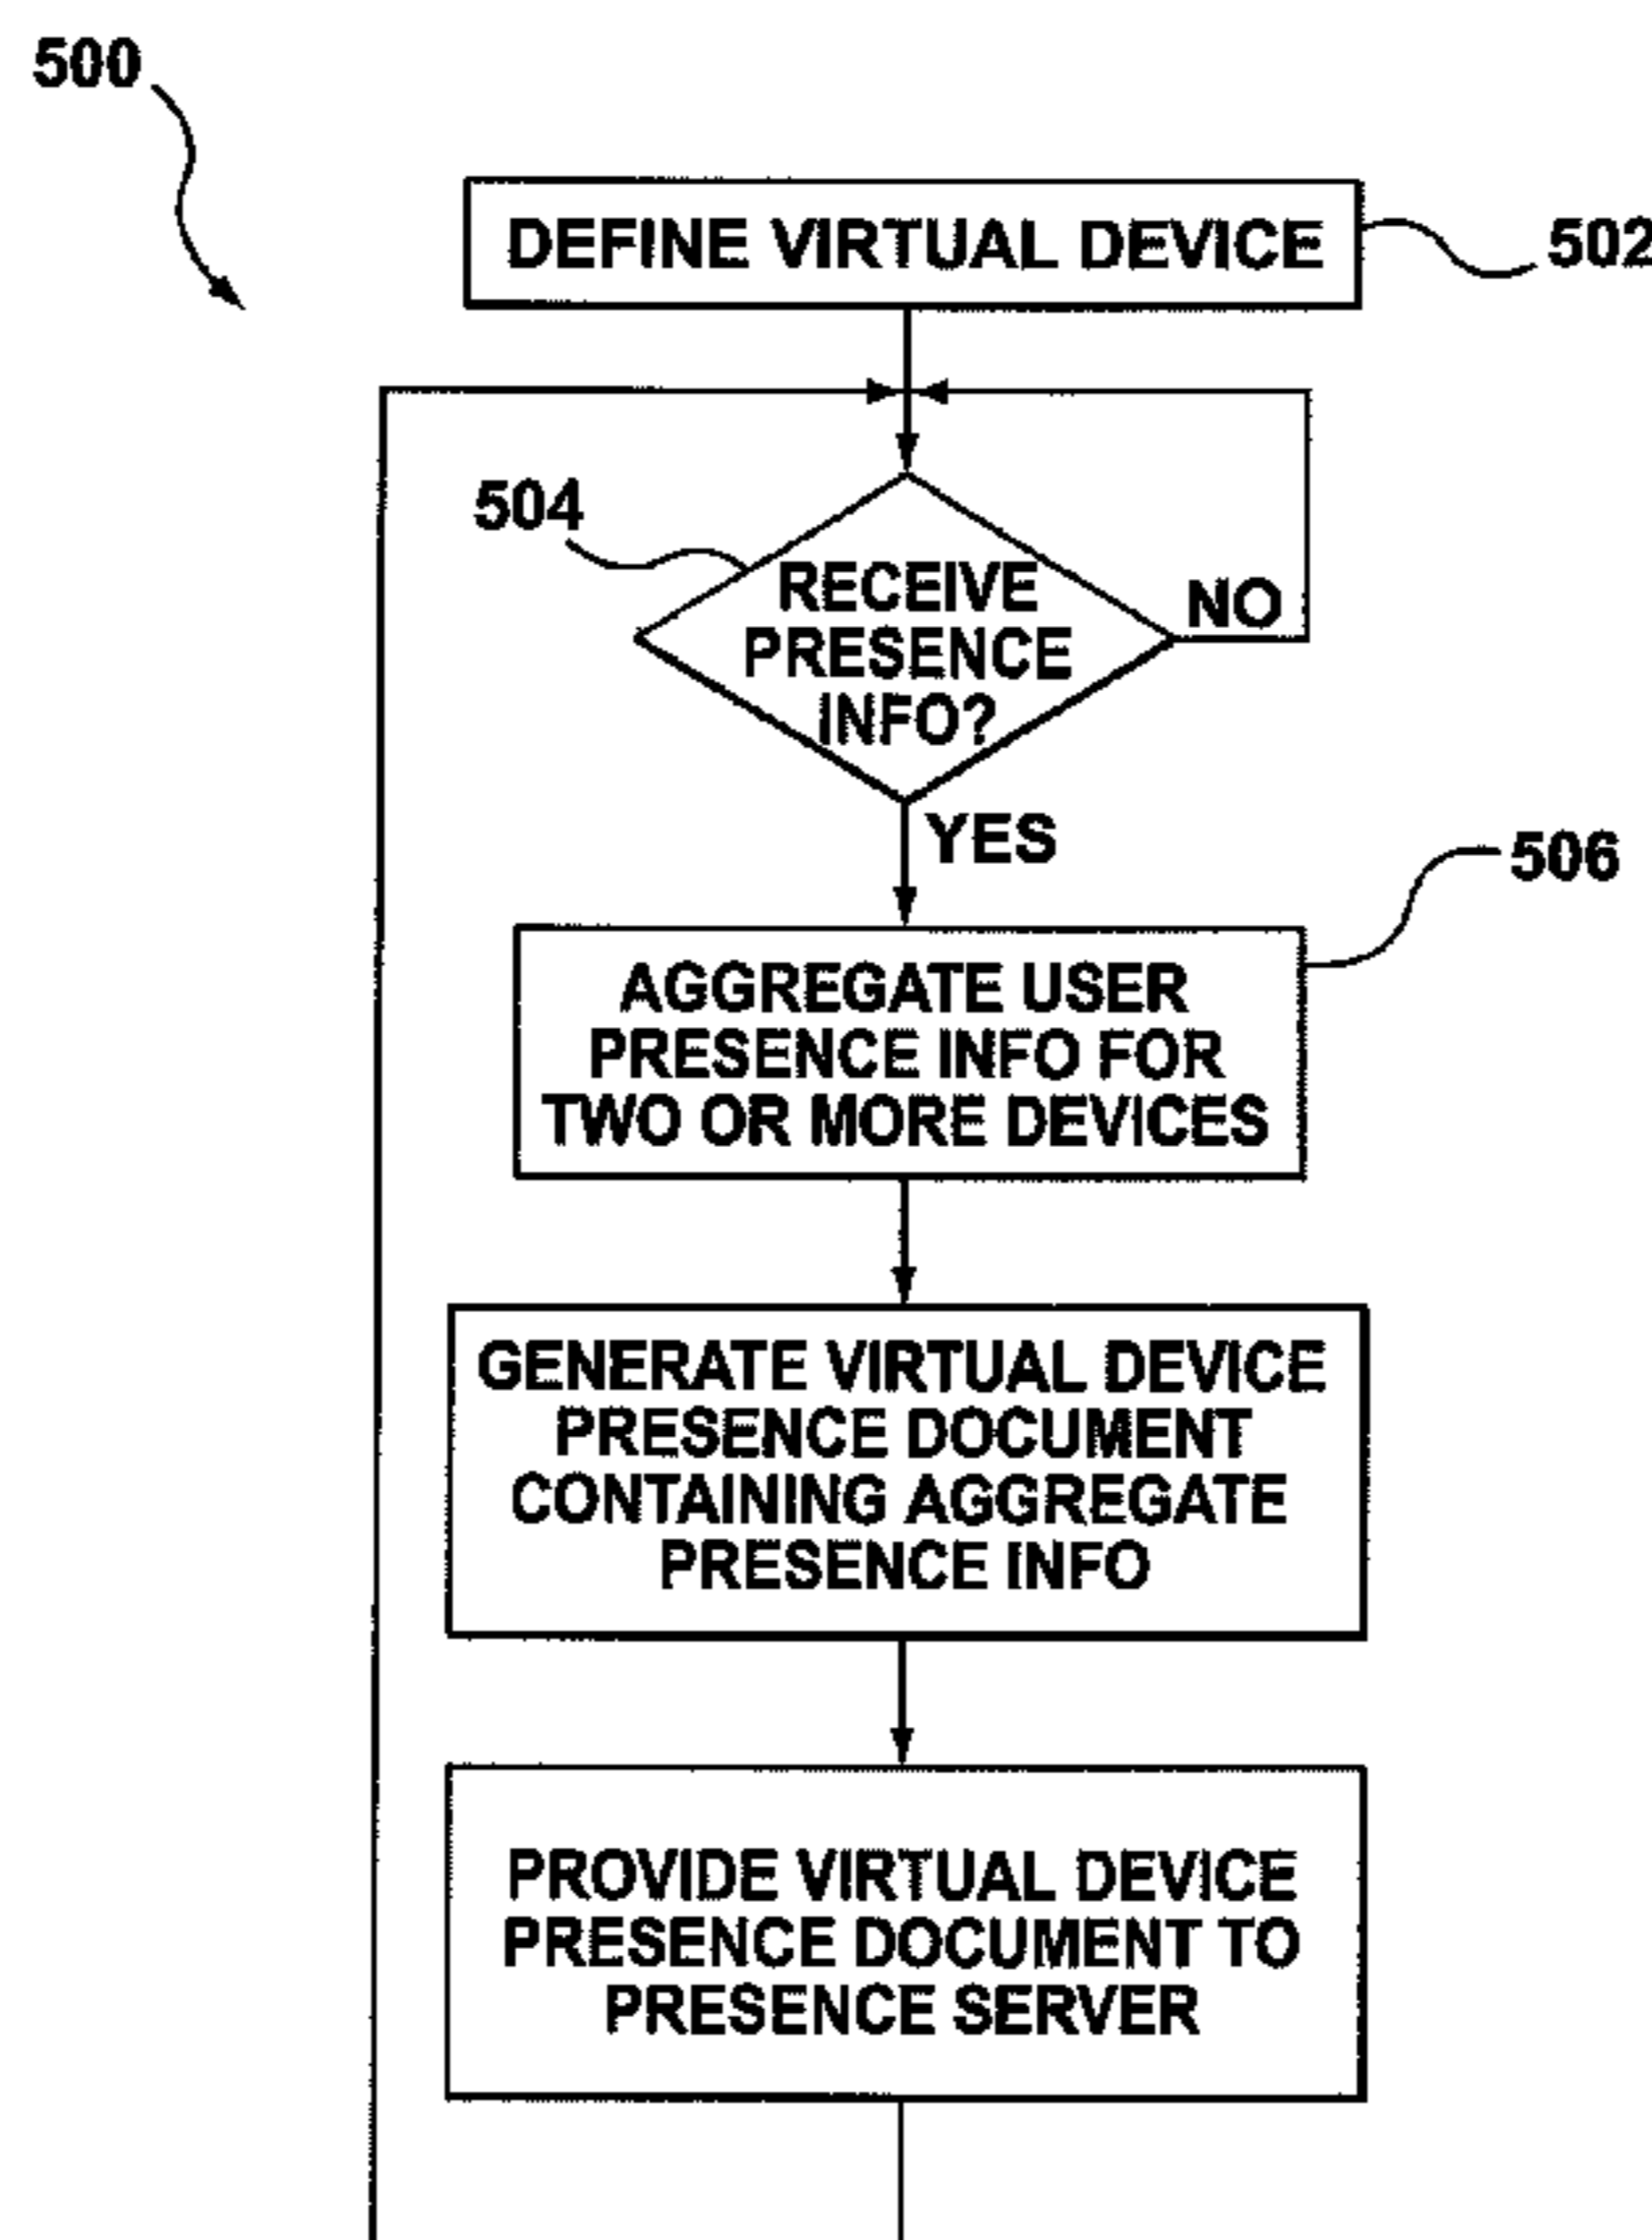 500
DEFINE VIRTUAL DEVICE
502
504
RECEIVE
PRESENCE
INFO?
NO
YES
506
AGGREGATE USER
PRESENCE INFO FOR
TWO OR MORE DEVICES
GENERATE VIRTUAL DEVICE
PRESENCE DOCUMENT
CONTAINING AGGREGATE
PRESENCE INFO
PROVIDE VIRTUAL DEVICE
PRESENCE DOCUMENT TO
PRESENCE SERVER